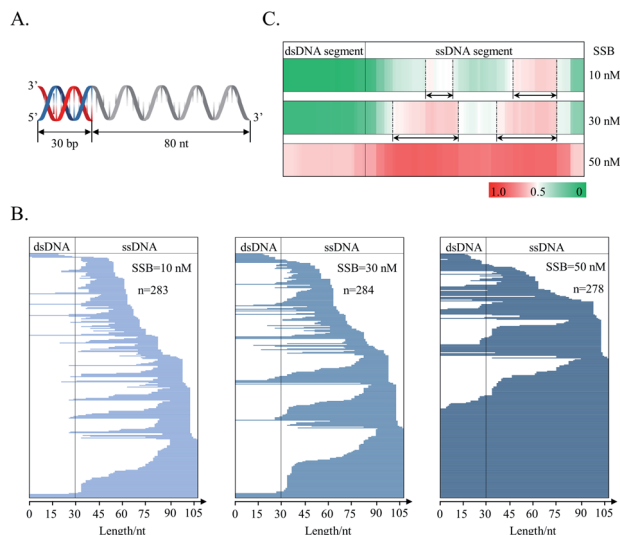 A.
3’
5’
3’
30 bp
80 nt
C.
dsDNA segment
ssDNA segment
SSB
10 nM
30 nM
50 nM
1.0
0.5
0
B.
dsDNA
ssDNA
SSB=10 nM
n=283
0 15 30 45 60 75 90 105
Length/nt
dsDNA
ssDNA
SSB=30 nM
n=284
0 15 30 45 60 75 90 105
Length/nt
dsDNA
ssDNA
SSB=50 nM
n=278
0 15 30 45 60 75 90 105
Length/nt